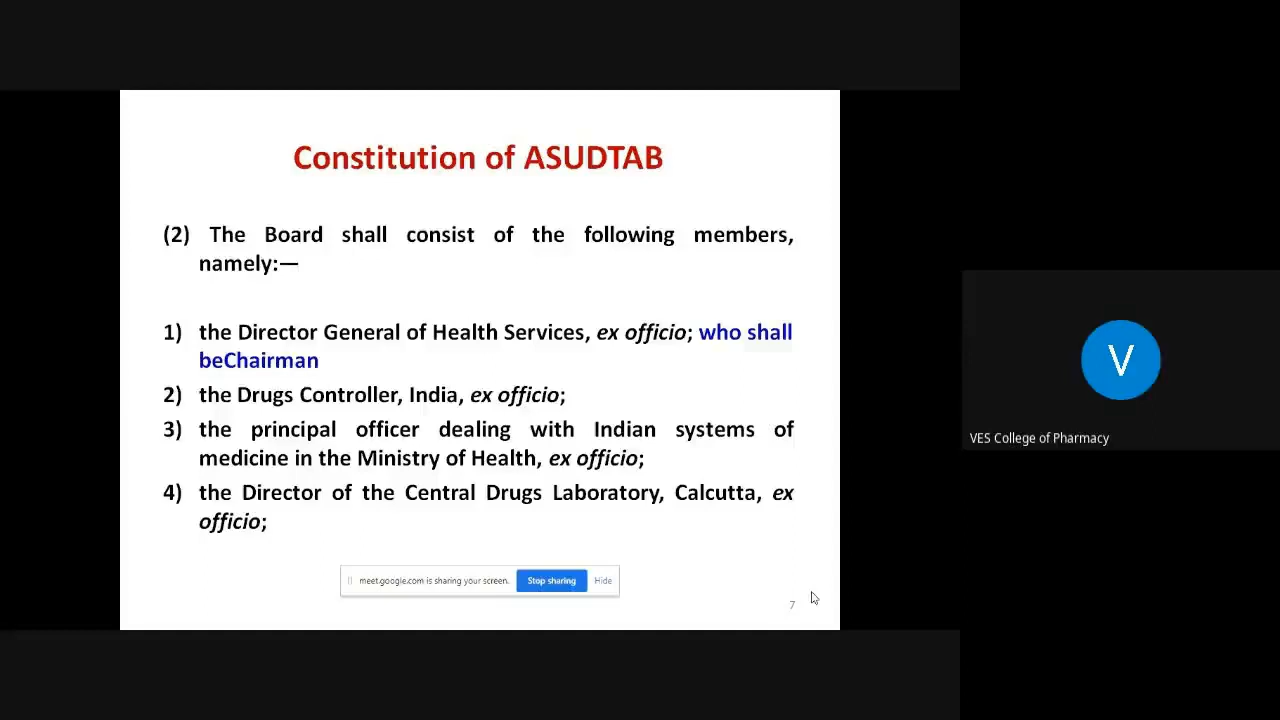 Constitution of ASUDTAB
(2) The Board shall consist of the following members,
namely:—
1) the Director General of Health Services, ex officio; who shall
beChairman
2) the Drugs Controller, India, ex officio;
3) the principal officer dealing with Indian systems of
medicine in the Ministry of Health, ex officio;
4) the Director of the Central Drugs Laboratory, Calcutta, ex
officio;
meet.google.com is sharing your screen. Stop sharing Hide
7
V
VES College of Pharmacy